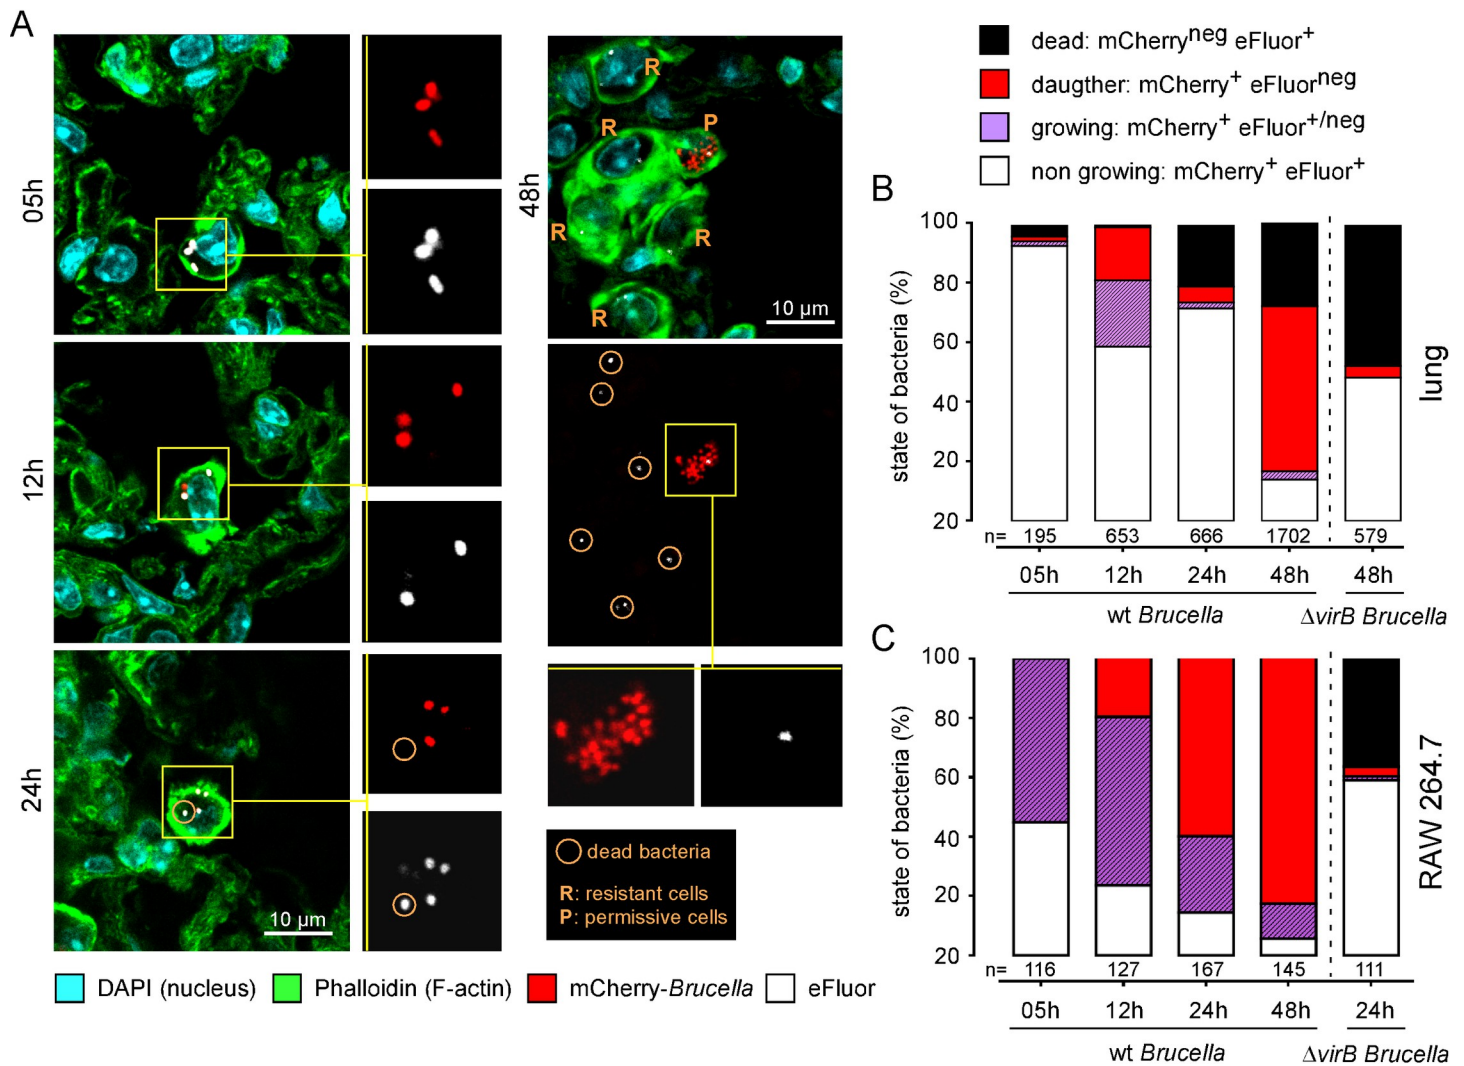 A
05h
12h
24h
10 µm
48h
R
R
P
R
R
R
10 µm
dead bacteria
R: resistant cells
P: permissive cells
DAPI (nucleus)
Phalloidin (F-actin)
mCherry-Brucella
eFluor
dead: mCherryneg eFluor+
daugther: mCherry+ eFluorneg
growing: mCherry+ eFluor+/neg
non growing: mCherry+ eFluor+
B
state of bacteria (%)
100
80
60
40
20
20
n= 195 653 666 1702 579
05h 12h 24h 48h 48h
wt Brucella ΔvirB Brucella
lung
C
state of bacteria (%)
100
80
60
40
20
20
n= 116 127 167 145 111
05h 12h 24h 48h 24h
wt Brucella ΔvirB Brucella
RAW 264.7